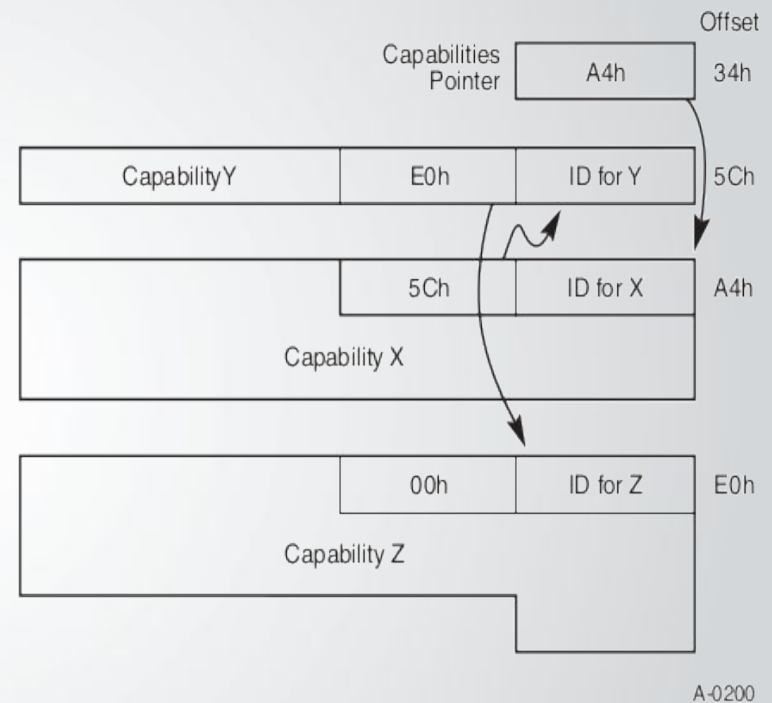 Offset
Capabilities
Pointer
A4h
34h
Capability Y
E0h
ID for Y
5Ch
5Ch
ID for X
A4h
Capability X
00h
ID for Z
E0h
Capability Z
A-0200